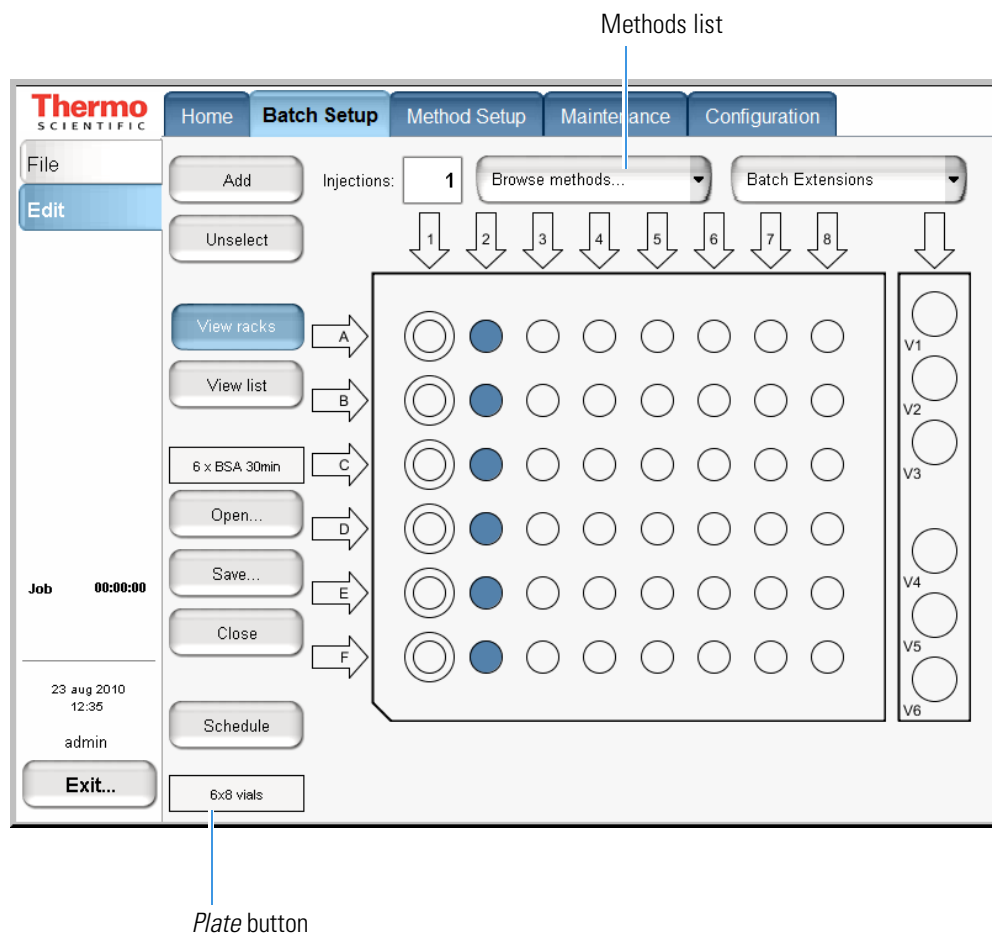 Methods list
Thermo
SCIENTIFIC
Home Batch Setup Method Setup Maintenance Configuration
File
Edit
Add Injections: 1 Browse methods... Batch Extensions
Unselect
1 2 3 4 5 6 7 8
View racks
A
View list
B
6 x BSA 30min
C
Open...
D
Save...
E
Close
F
Schedule
6x8 vials
V1
V2
V3
V4
V5
V6
Job 00:00:00
23 aug 2010
12:35
admin
Exit...
Plate button